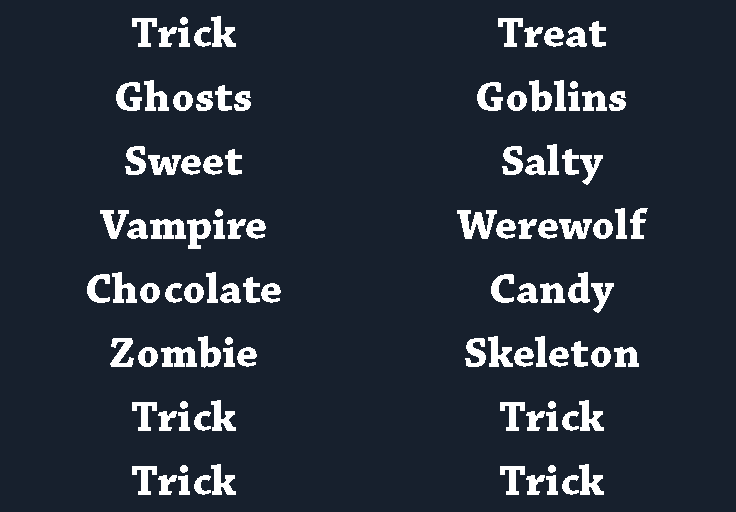 Trick Treat
Ghosts Goblins
Sweet Salty
Vampire Werewolf
Chocolate Candy
Zombie Skeleton
Trick Trick
Trick Trick